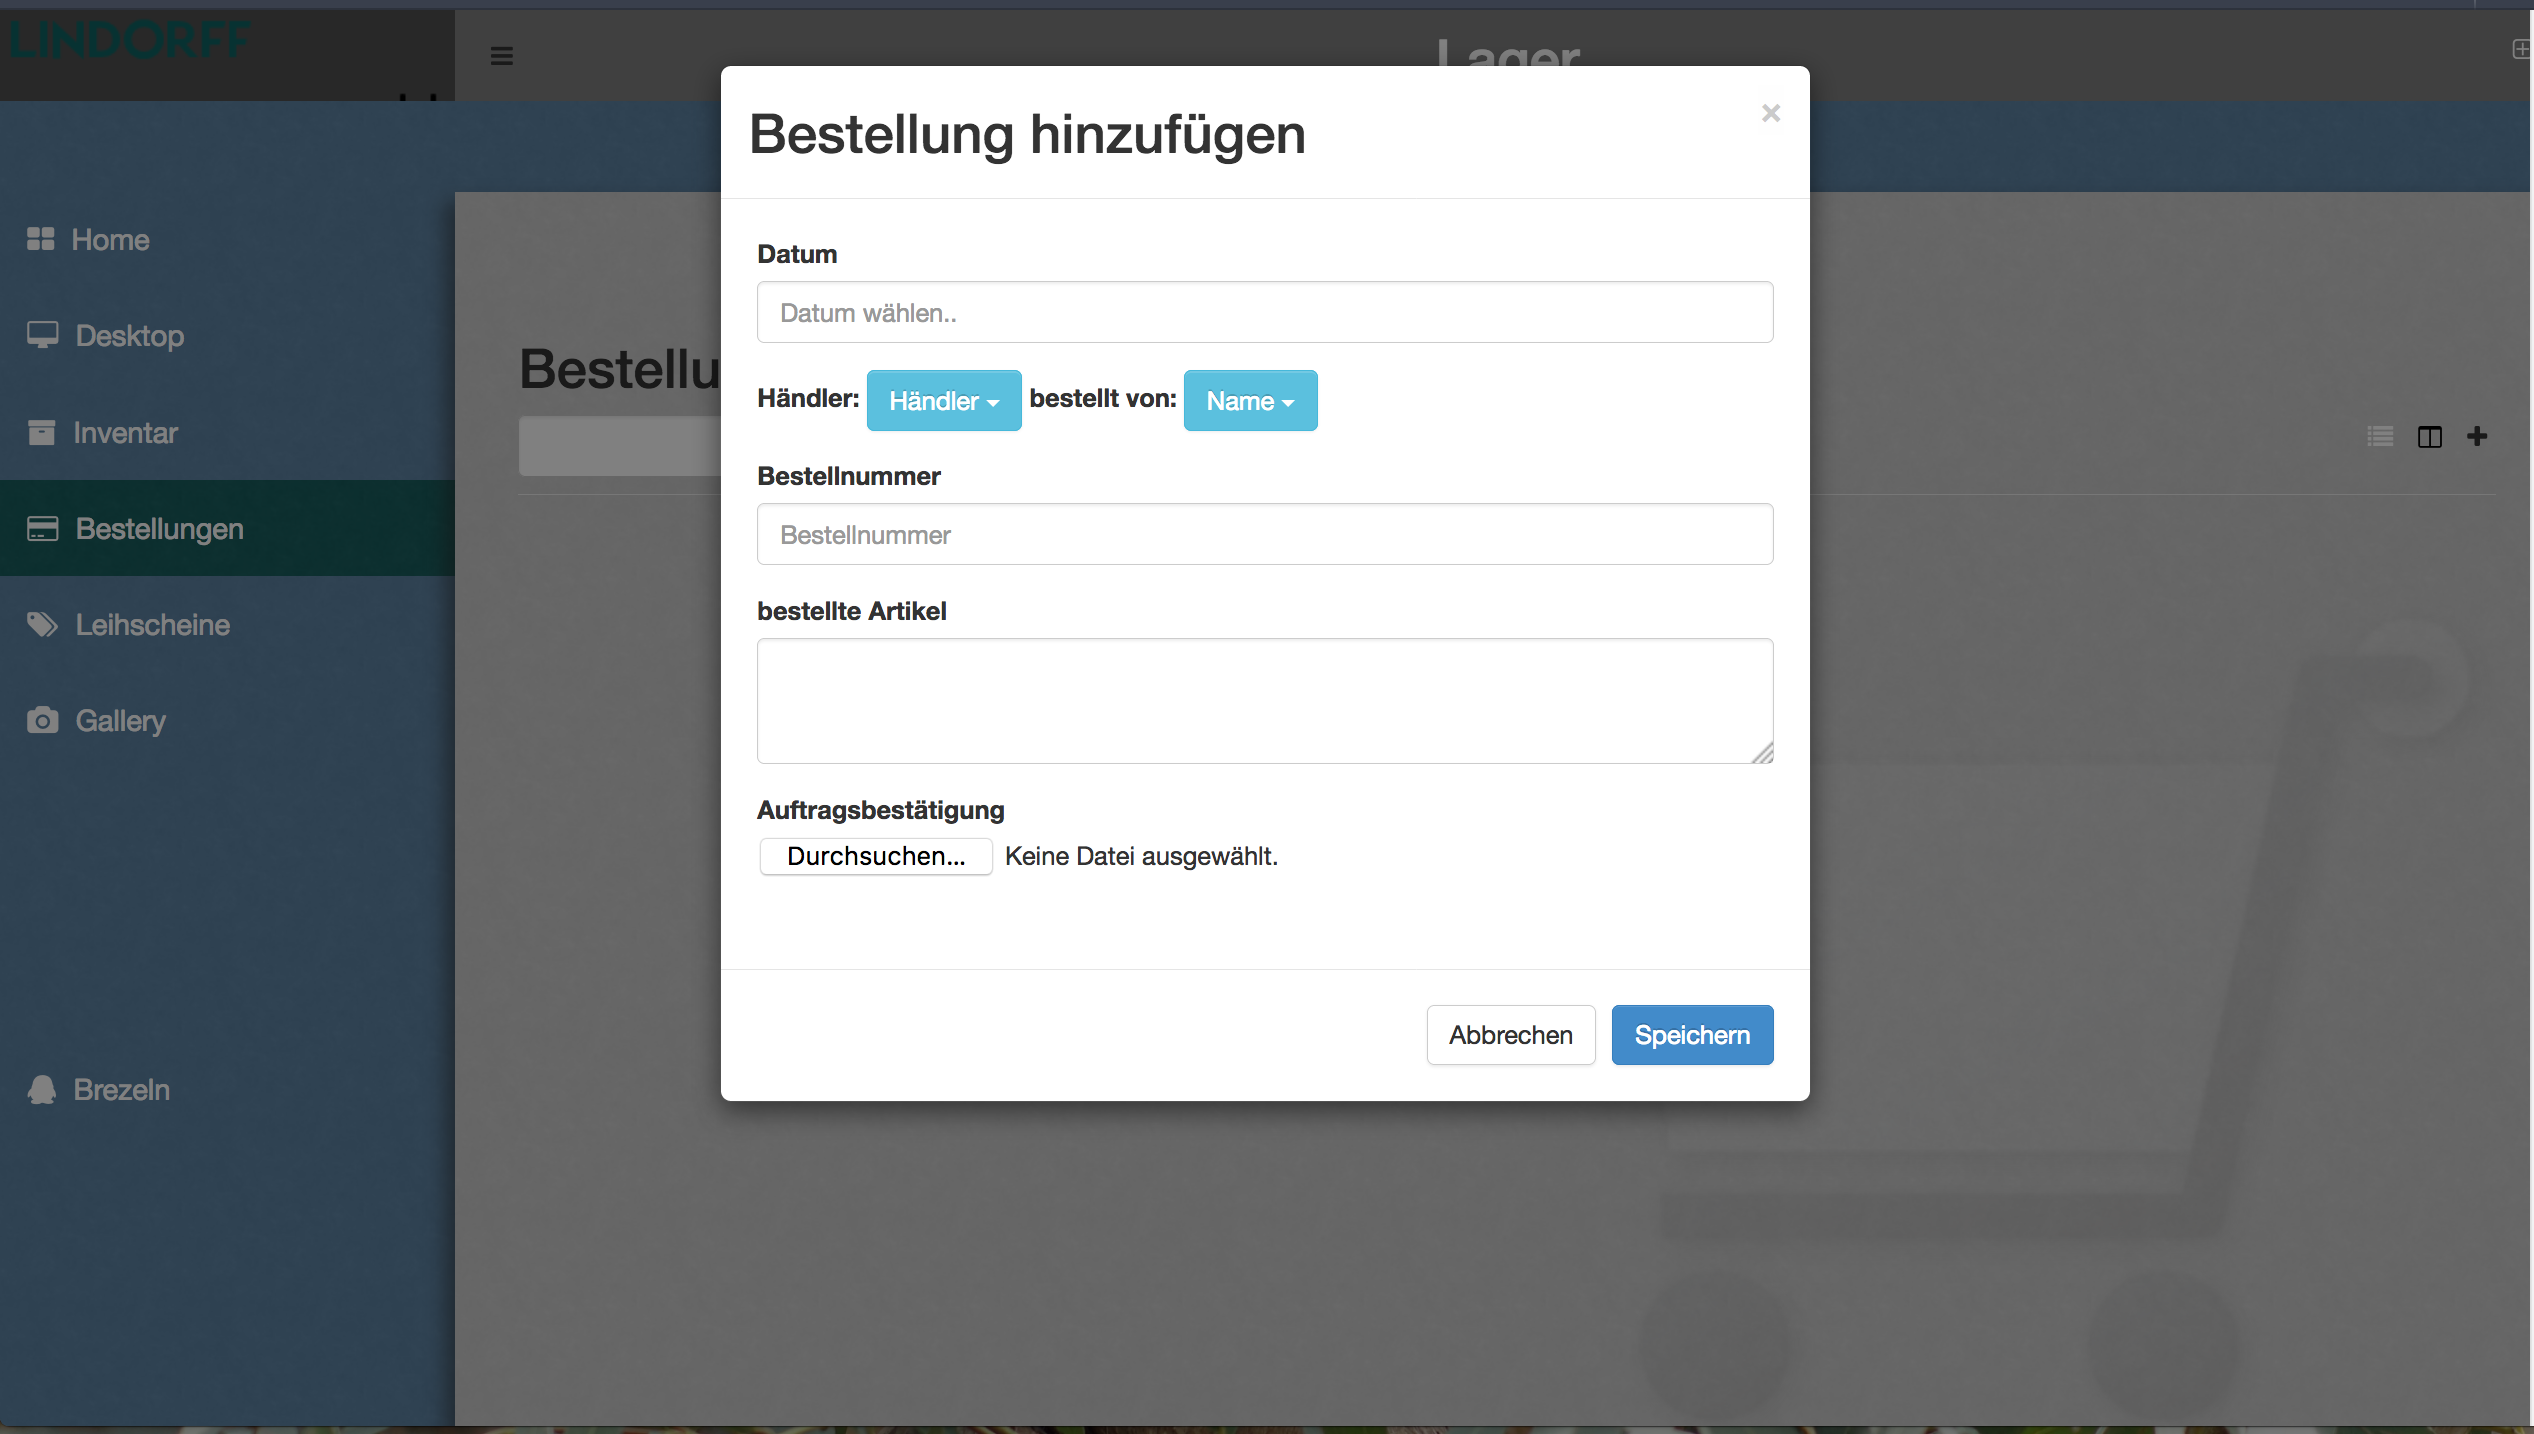 LINDORFF
Lager
Bestellung hinzufügen
×
Home
Desktop
Inventar
Bestellungen
Leihscheine
Gallery
Brezeln
Bestellu
Datum
Datum wählen..
Händler: Händler bestellt von: Name
Bestellnummer
Bestellnummer
bestellte Artikel
Auftragsbestätigung
Durchsuchen... Keine Datei ausgewählt.
Abbrechen Speichern